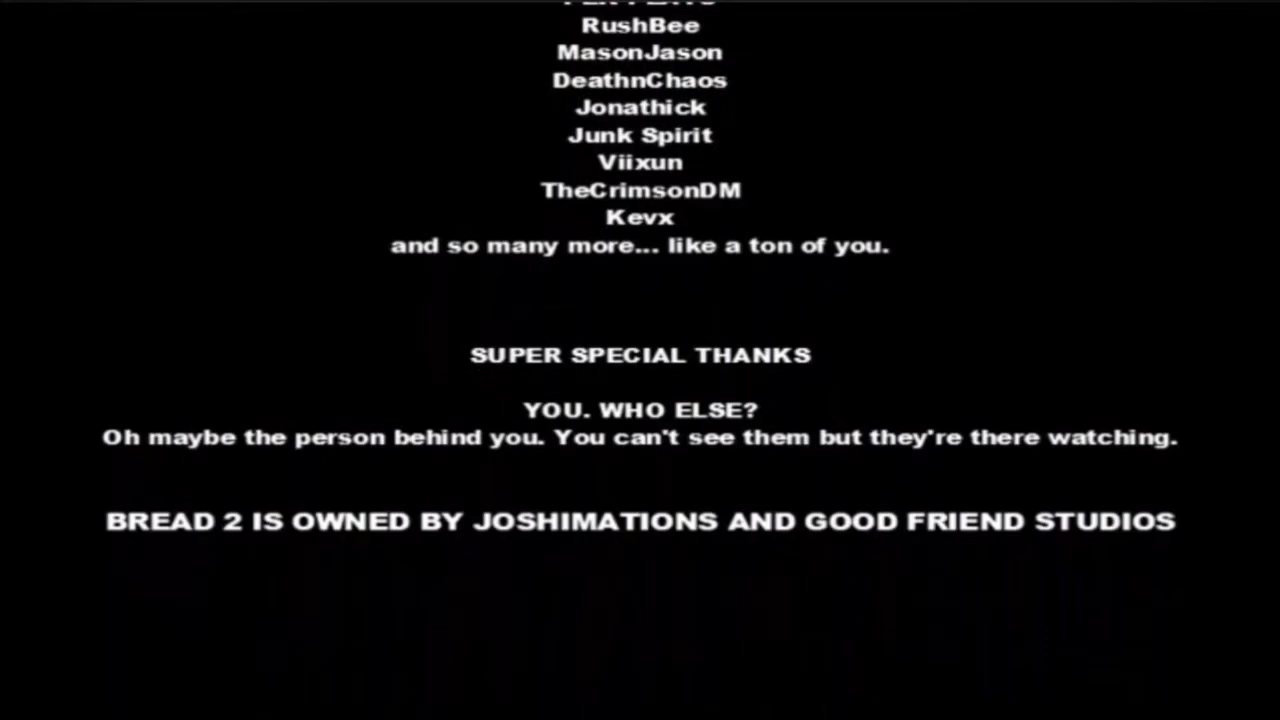 RushBee
MasonJason
DeathnChaos
Jonathick
Junk Spirit
Viixun
TheCrimsonDM
Kevx
and so many more... like a ton of you.
SUPER SPECIAL THANKS
YOU. WHO ELSE?
Oh maybe the person behind you. You can't see them but they're there watching.
BREAD 2 IS OWNED BY JOSHIMATIONS AND GOOD FRIEND STUDIOS